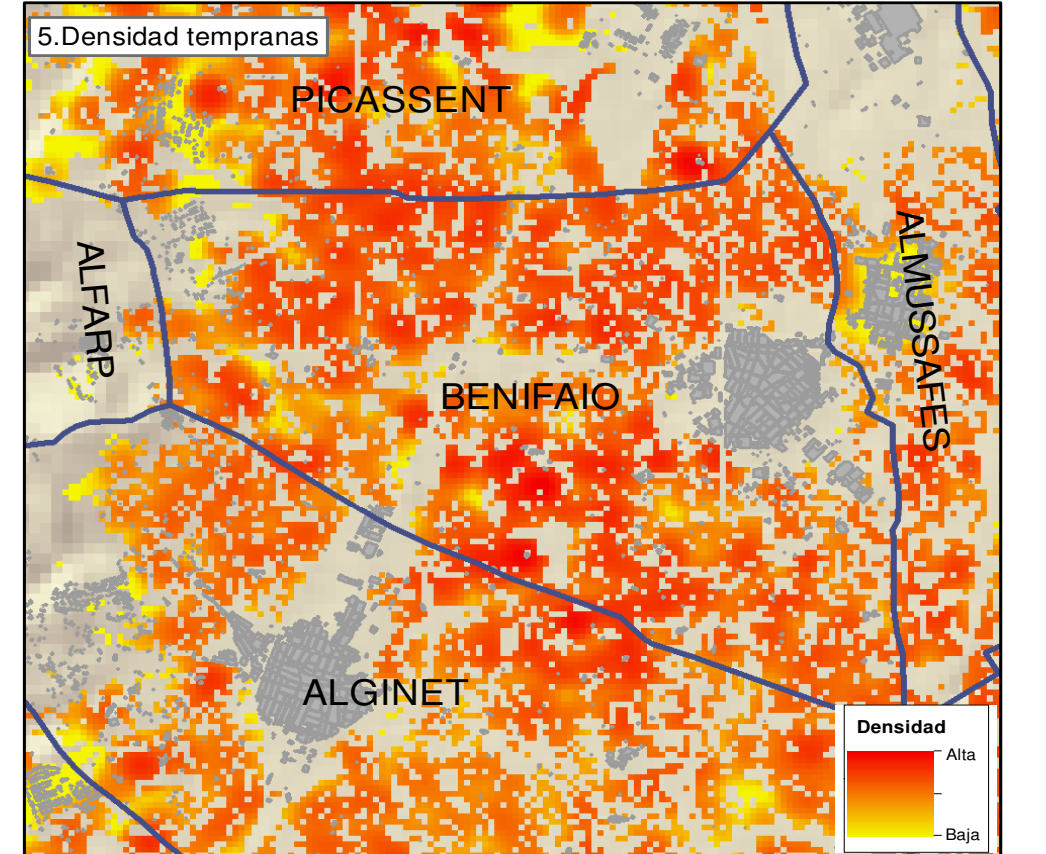 5.Densidad tempranas
PICASSENT
ALFARP
ALMUSSAFES
BENIFAIO
ALGINET
Densidad
Alta
Baja